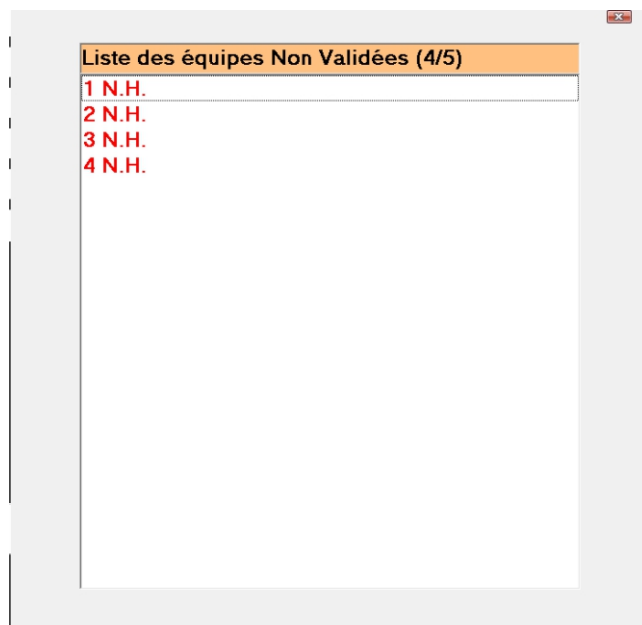 Liste des équipes Non Validées (4/5)
1 N.H.
2 N.H.
3 N.H.
4 N.H.